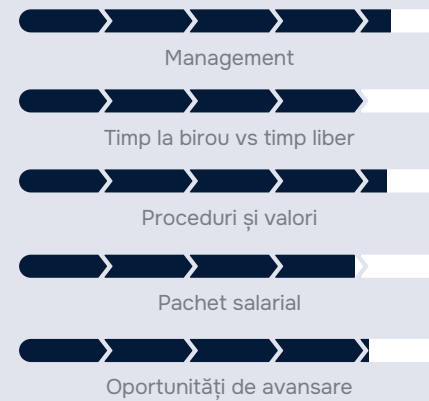 Management
Timp la birou vs timp liber
Proceduri și valori
Pachet salarial
Oportunități de avansare